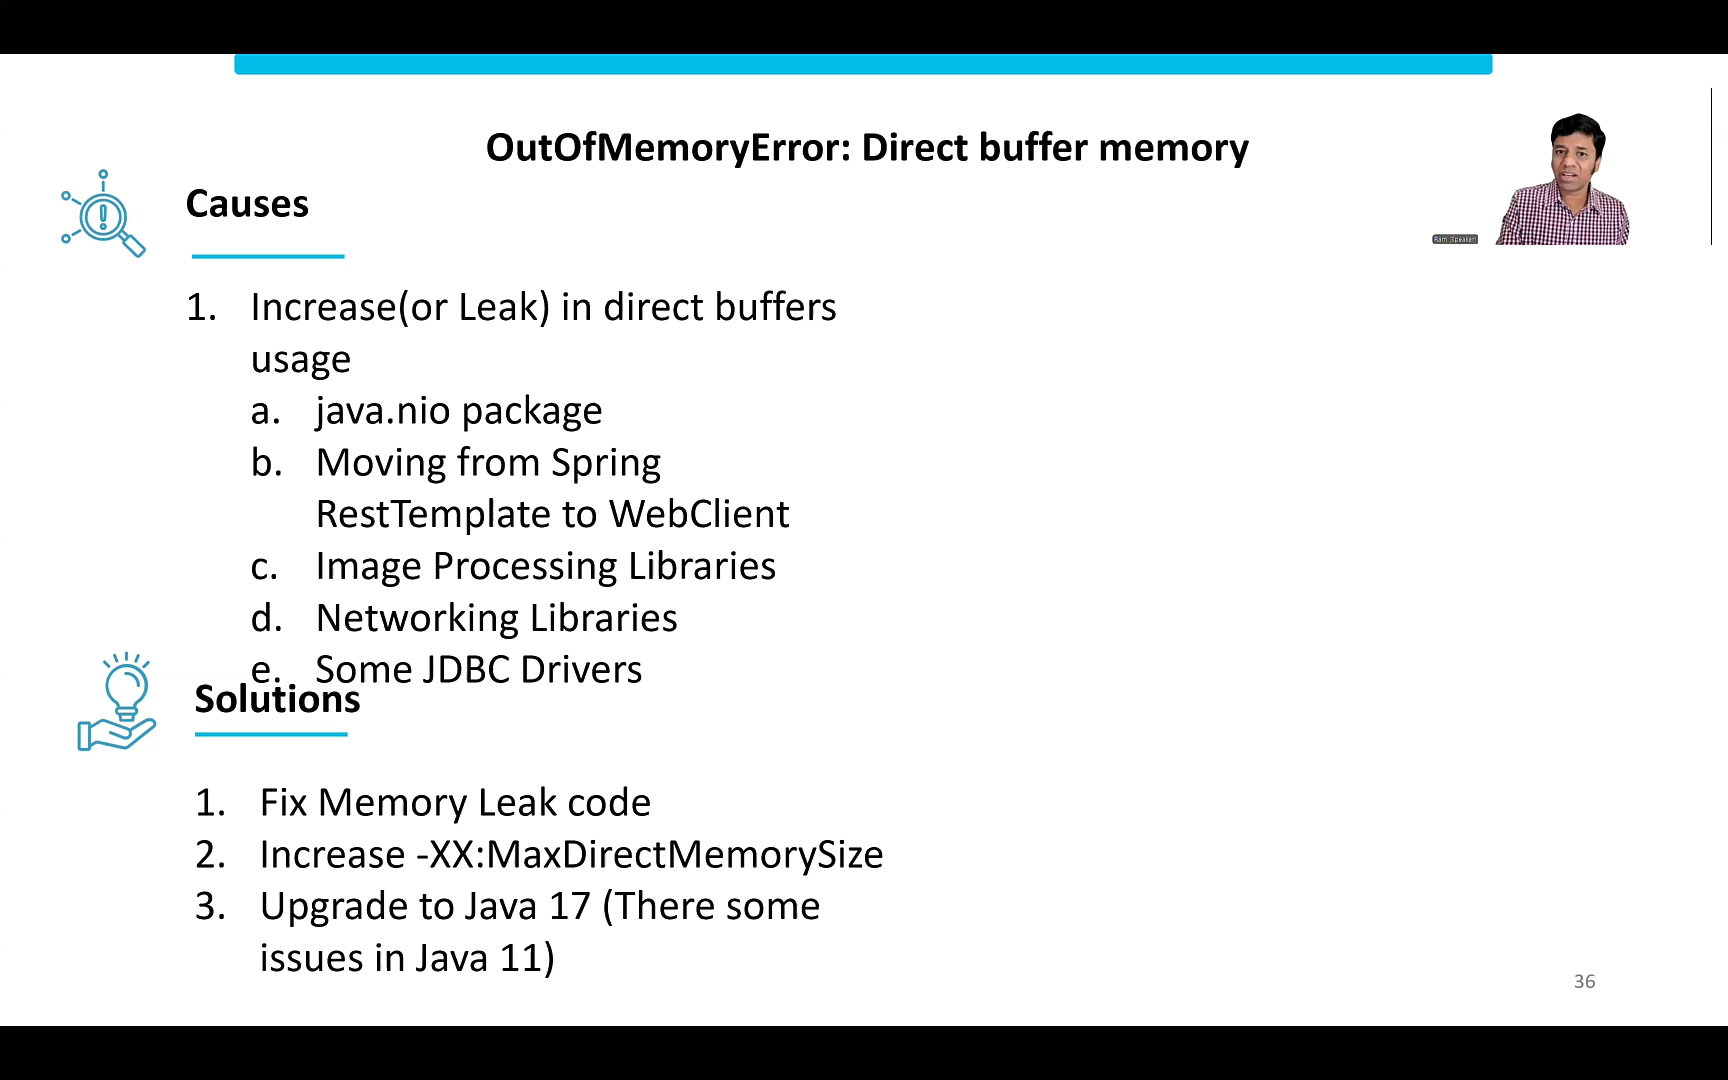 OutOfMemoryError: Direct buffer memory
Causes
Ram (Speaker)
1. Increase(or Leak) in direct buffers
usage
a. java.nio package
b. Moving from Spring
RestTemplate to WebClient
c. Image Processing Libraries
d. Networking Libraries
e. Some JDBC Drivers
Solutions
1. Fix Memory Leak code
2. Increase -XX:MaxDirectMemorySize
3. Upgrade to Java 17 (There some
issues in Java 11)
36